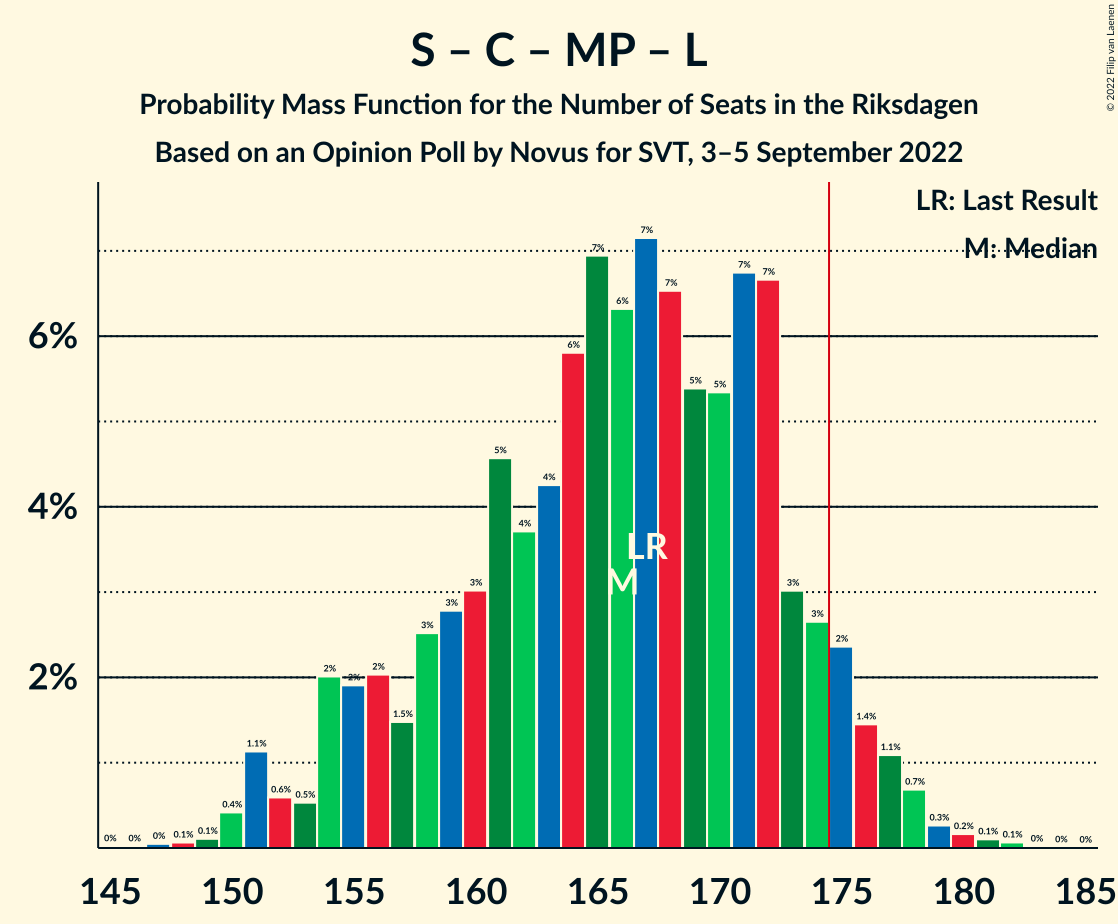 © 2022 Filip van Laenen
S – C – MP – L
Probability Mass Function for the Number of Seats in the Riksdagen
Based on an Opinion Poll by Novus for SVT, 3–5 September 2022
LR: Last Result
M: Median
6%
4%
2%
0% 0% 0% 0.1% 0.1% 0.4% 1.1% 0.6% 0.5% 2% 2% 2% 1.5% 3% 3% 3% 5% 4% 4% 6% 7% 6% 7% 7% 5% 5% 7% 7% 3% 3% 2% 1.4% 1.1% 0.7% 0.3% 0.2% 0.1% 0.1% 0% 0% 0%
LR
M
145 150 155 160 165 170 175 180 185